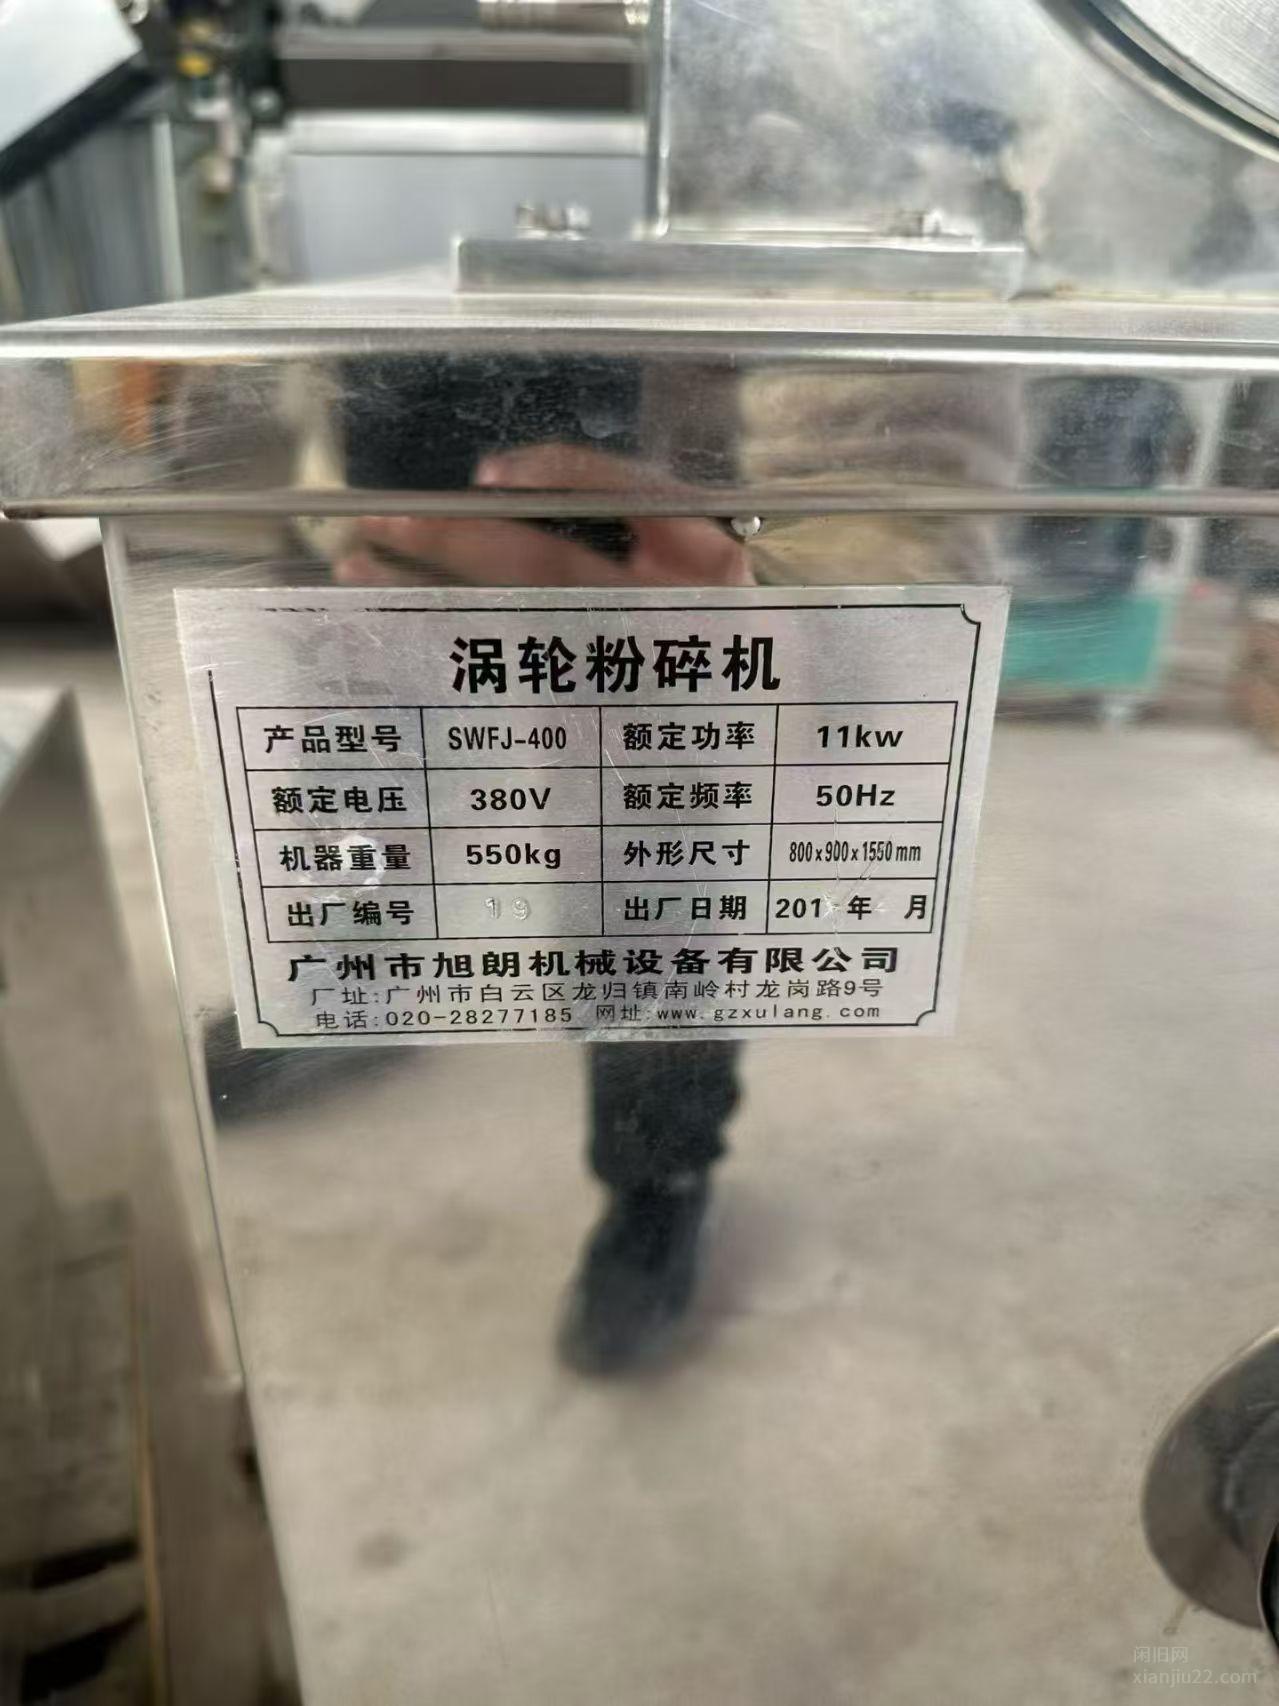 涡轮粉碎机
产品型号 SWFJ-400 额定功率 11kw
额定电压 380V 额定频率 50Hz
机器重量 550kg 外形尺寸 800x900x1550mm
出厂编号 19 出厂日期 201 年 月
广州市旭朗机械设备有限公司
厂址:广州市白云区龙归镇南岭村龙岗路9号
电话:020-28277185 网址:www.gzxulang.com
闲旧网
xianjiu22.com